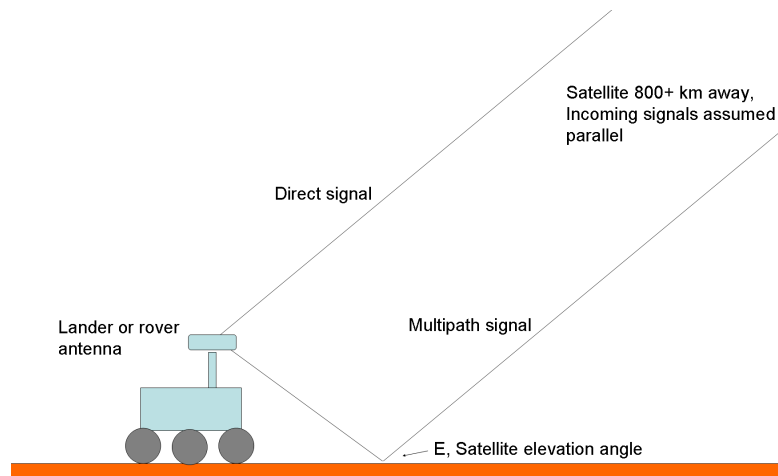 Satellite 800+ km away,
Incoming signals assumed
parallel
Direct signal
Lander or rover
antenna
Multipath signal
E, Satellite elevation angle